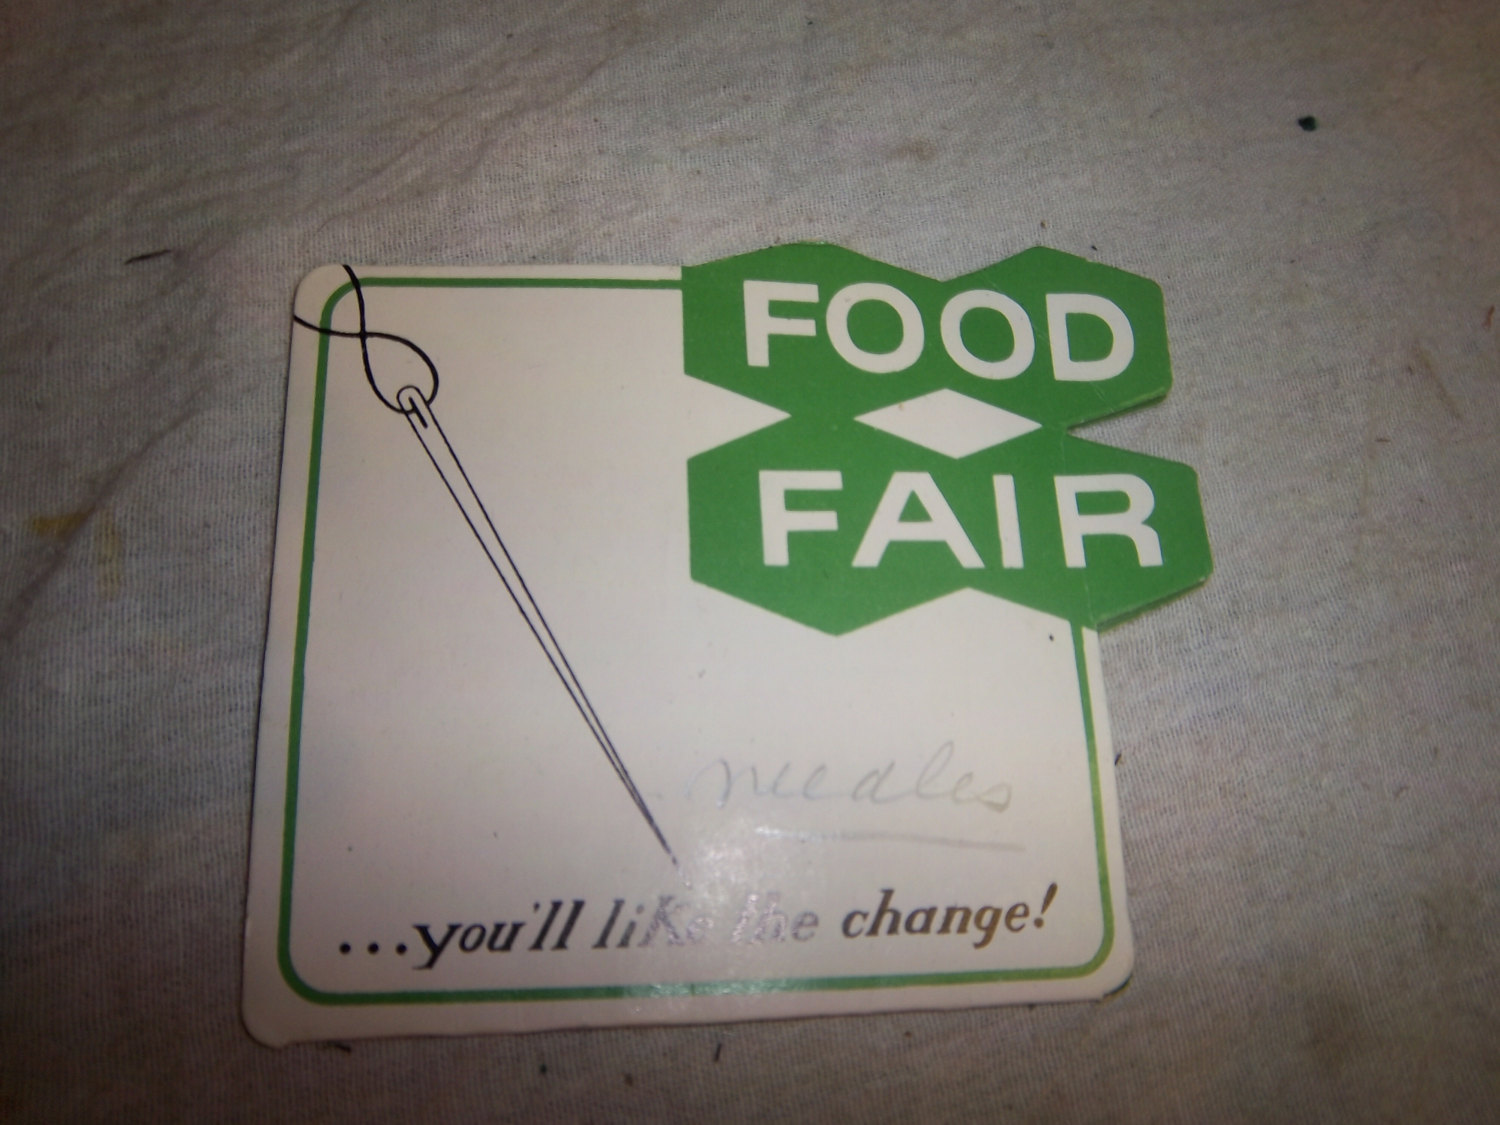 FOOD
FAIR
needles
...you'll like the change!